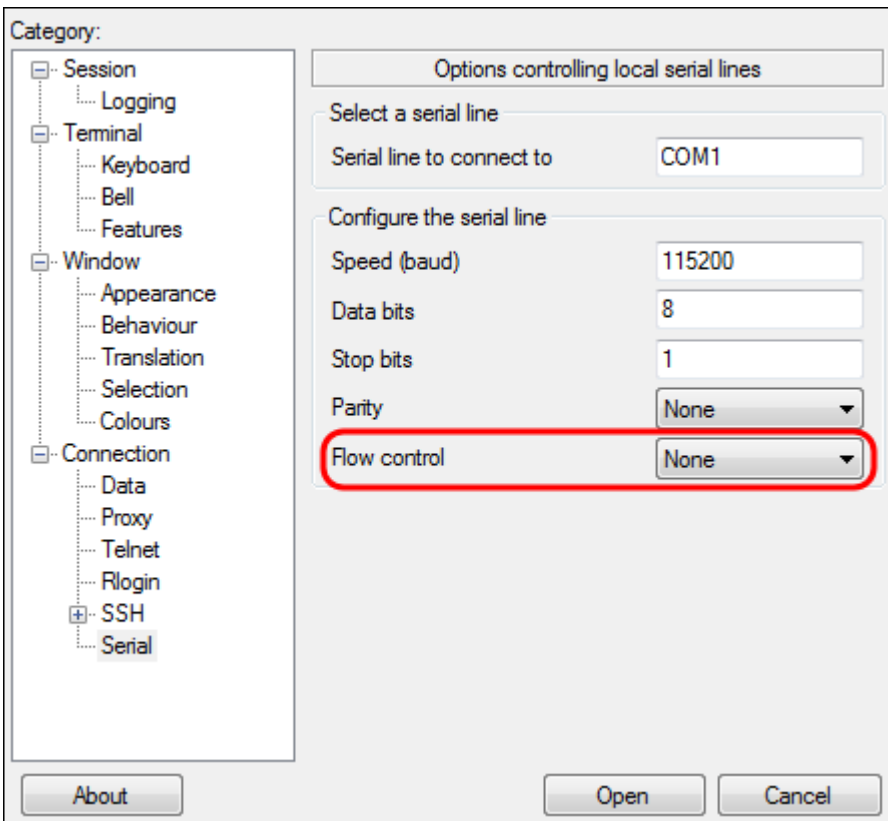 Category:
Session
Logging
Terminal
Keyboard
Bell
Features
Window
Appearance
Behaviour
Translation
Selection
Colours
Connection
Data
Proxy
Telnet
Rlogin
SSH
Serial
Options controlling local serial lines
Select a serial line
Serial line to connect to COM1
Configure the serial line
Speed (baud) 115200
Data bits 8
Stop bits 1
Parity None
Flow control None
About Open Cancel